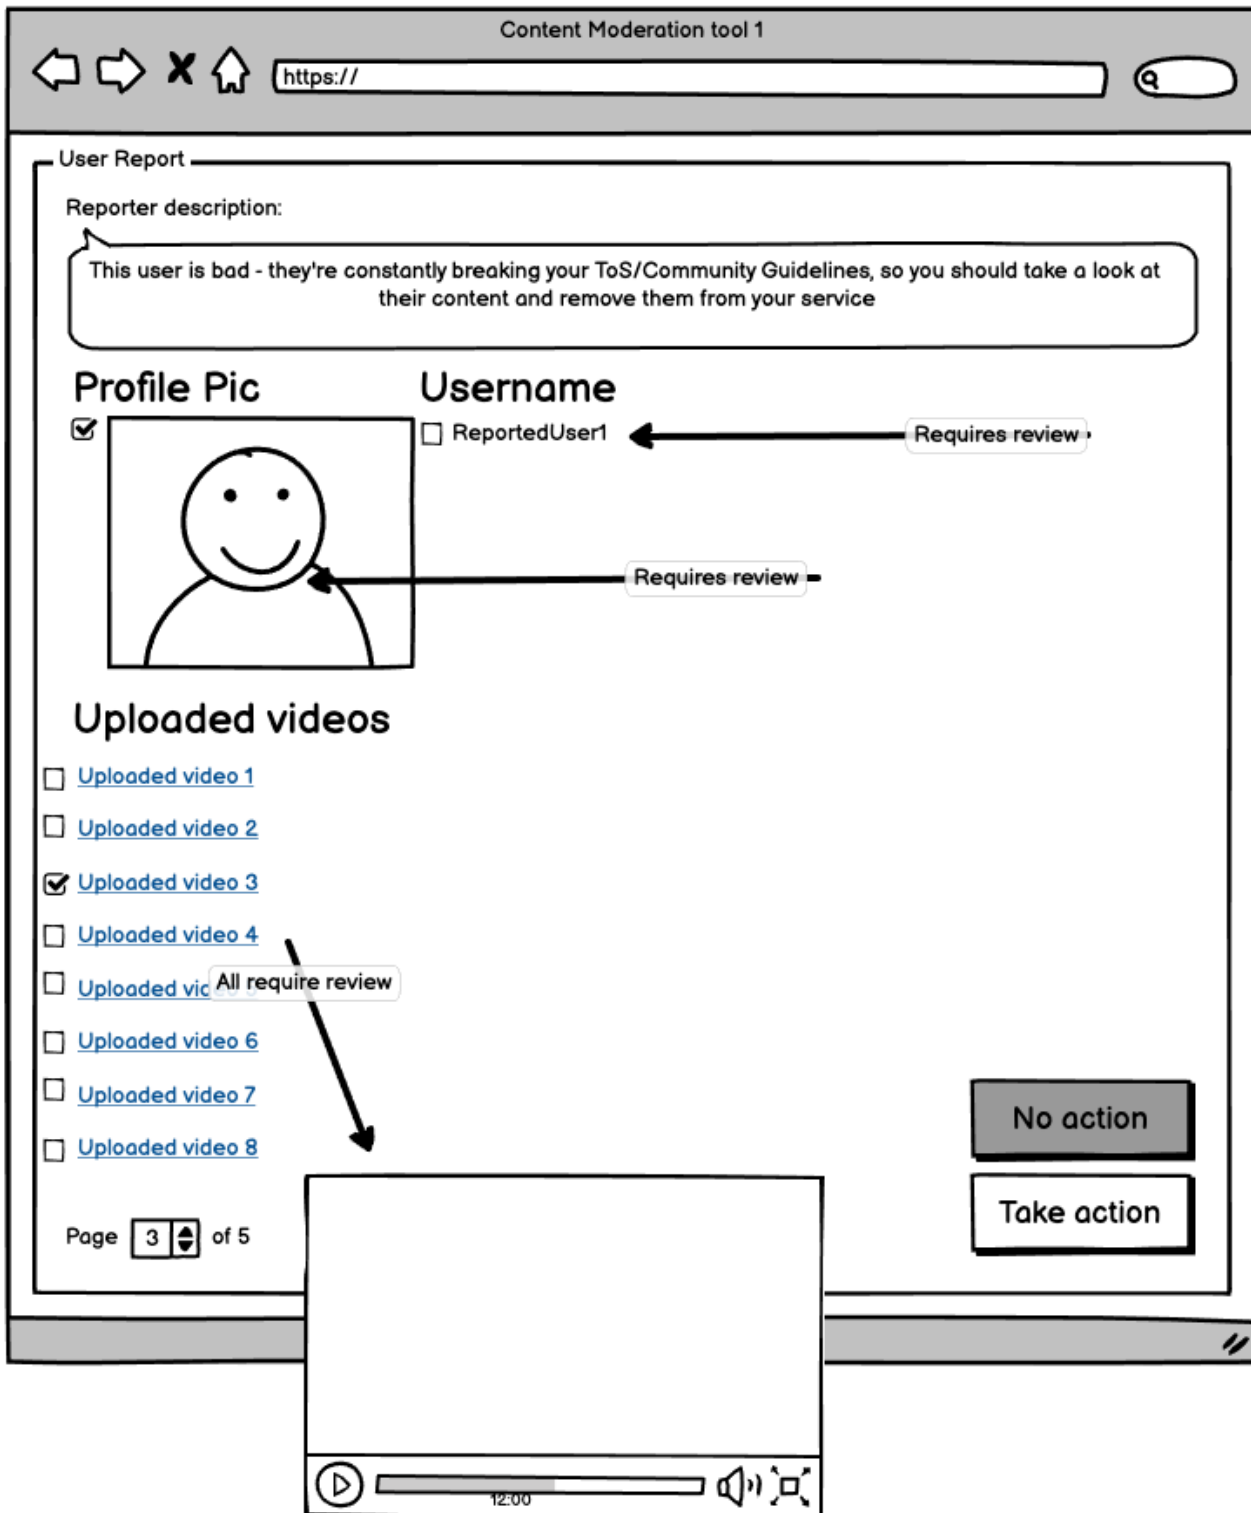 Content Moderation tool 1
https://
User Report
Reporter description:
This user is bad - they're constantly breaking your ToS/Community Guidelines, so you should take a look at
their content and remove them from your service
Profile Pic
Username
ReportedUser1
Requires review
Requires review
Uploaded videos
Uploaded video 1
Uploaded video 2
Uploaded video 3
Uploaded video 4
Uploaded
All require review
Uploaded video 6
Uploaded video 7
Uploaded video 8
No action
Take action
Page 3 of 5
12:00